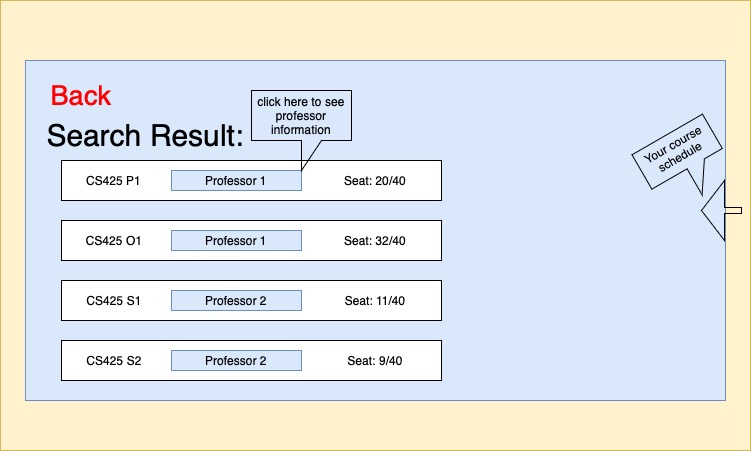 Back
click here to see
professor
information
Search Result:
Your course
schedule
CS425 P1 Professor 1 Seat: 20/40
CS425 O1 Professor 1 Seat: 32/40
CS425 S1 Professor 2 Seat: 11/40
CS425 S2 Professor 2 Seat: 9/40